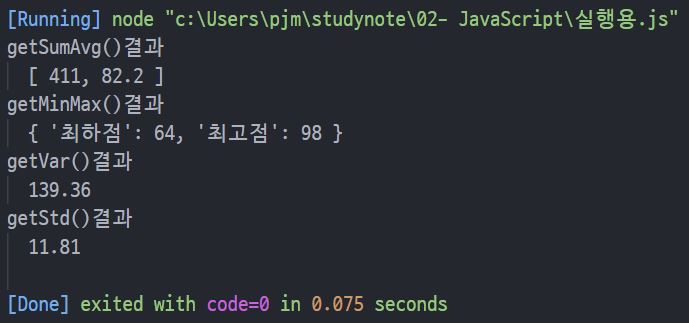 [Running] node "c:\Users\pjm\studynote\02- JavaScript\실행용.js"
getSumAvg()결과
[ 411, 82.2 ]
getMinMax()결과
{ '최하점': 64, '최고점': 98 }
getVar()결과
139.36
getStd()결과
11.81
[Done] exited with code=0 in 0.075 seconds